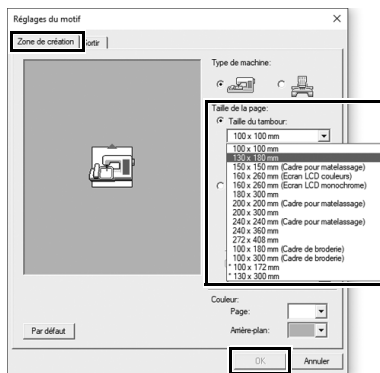 Réglages du motif
Zone de création
Sortir
Type de machine:
Taille de la page:
Taille du tambour:
100 x 100 mm
100 x 100 mm
130 x 180 mm
150 x 150 mm (Cadre pour matelassage)
160 x 260 mm (Ecran LCD couleurs)
160 x 260 mm (Ecran LCD monochrome)
180 x 300 mm
200 x 200 mm (Cadre pour matelassage)
200 x 300 mm
240 x 240 mm (Cadre pour matelassage)
240 x 360 mm
272 x 408 mm
100 x 180 mm (Cadre de broderie)
100 x 300 mm (Cadre de broderie)
* 100 x 172 mm
* 130 x 300 mm
Couleur:
Page:
Arrière-plan:
Par défaut
OK
Annuler